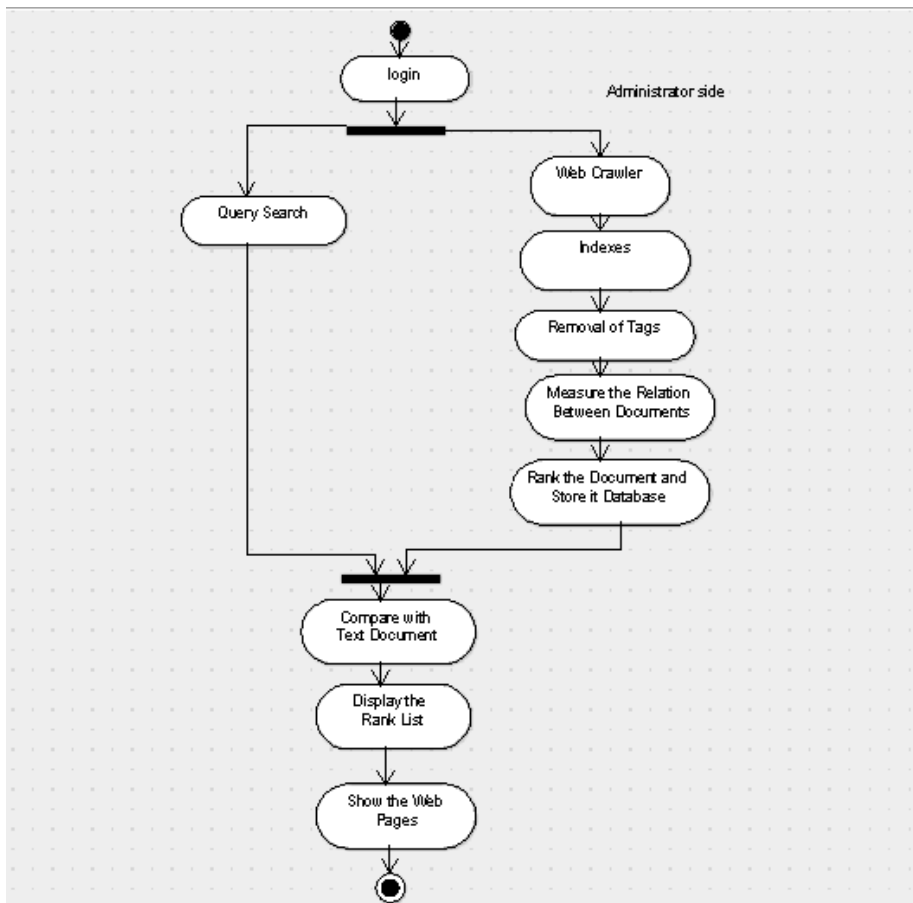 login
Administrator side
Web Crawler
Query Search
Indexes
Removal of Tags
Measure the Relation
Between Documents
Rank the Document and
Store it Database
Compare with
Text Document
Display the
Rank List
Show the Web
Pages